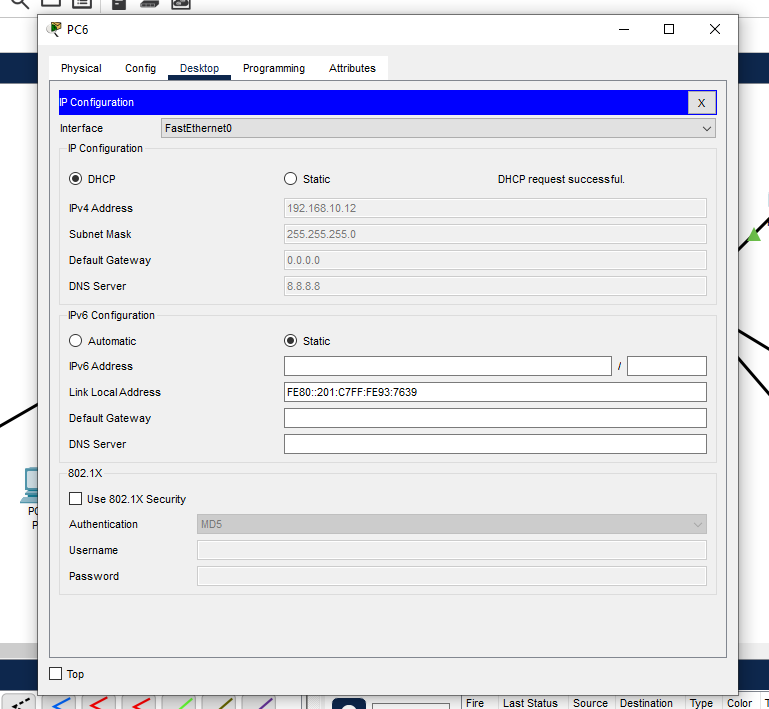 PC6
Physical Config Desktop Programming Attributes
IP Configuration X
Interface FastEthernet0
IP Configuration
DHCP Static DHCP request successful.
IPv4 Address 192.168.10.12
Subnet Mask 255.255.255.0
Default Gateway 0.0.0.0
DNS Server 8.8.8.8
IPv6 Configuration
Automatic Static
IPv6 Address /
Link Local Address FE80::201:C7FF:FE93:7639
Default Gateway
DNS Server
802.1X
Use 802.1X Security
Authentication MD5
Username
Password
Top
Fire Last Status Source Destination Type Color